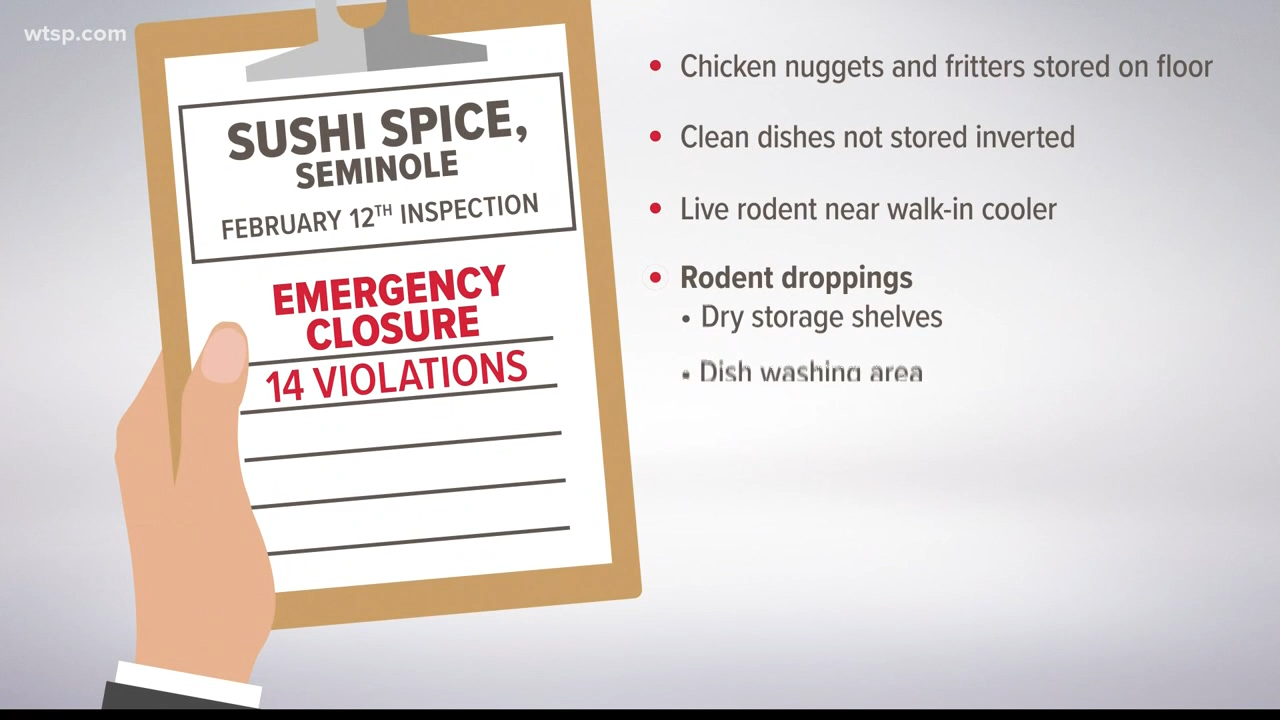 wtsp.com
SUSHI SPICE,
SEMINOLE
FEBRUARY 12TH INSPECTION
EMERGENCY
CLOSURE
14 VIOLATIONS
• Chicken nuggets and fritters stored on floor
• Clean dishes not stored inverted
• Live rodent near walk-in cooler
• Rodent droppings
• Dry storage shelves
• Dish washing area